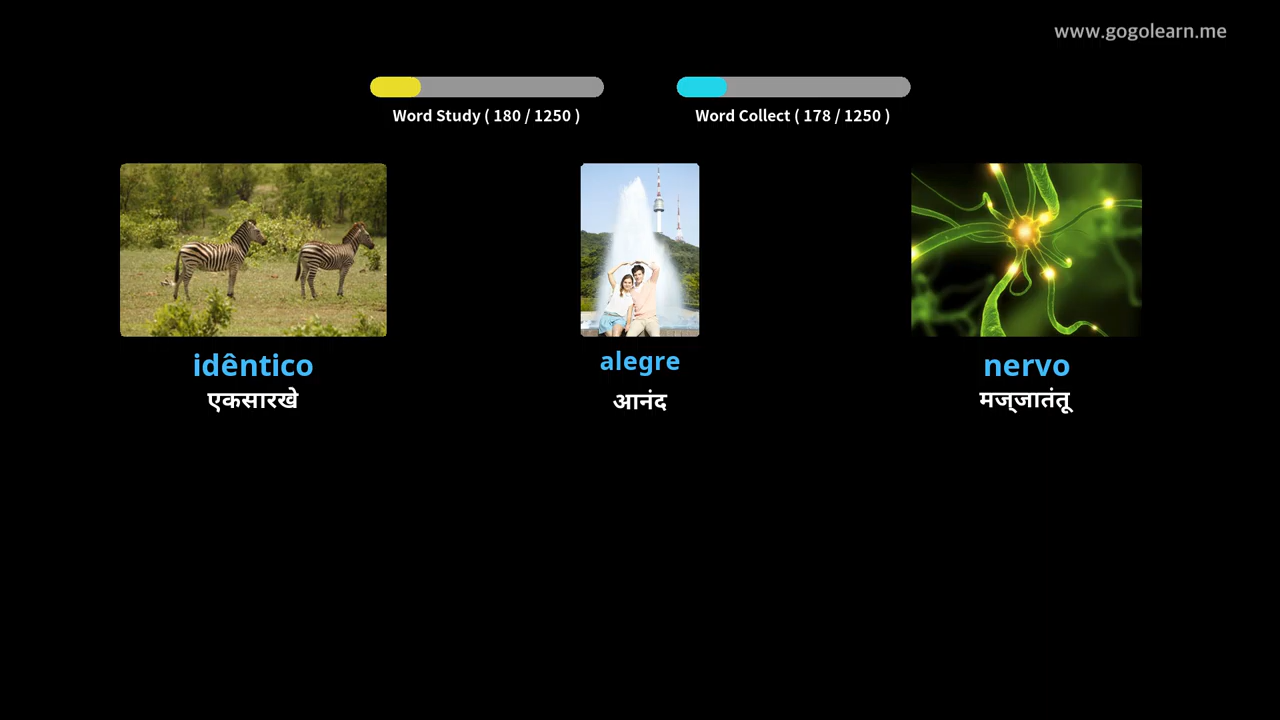 www.gogolearn.me
Word Study ( 180 / 1250 )
Word Collect ( 178 / 1250 )
idêntico
alegre
nervo
एकसारखे
आनंद
मज्जातंतू